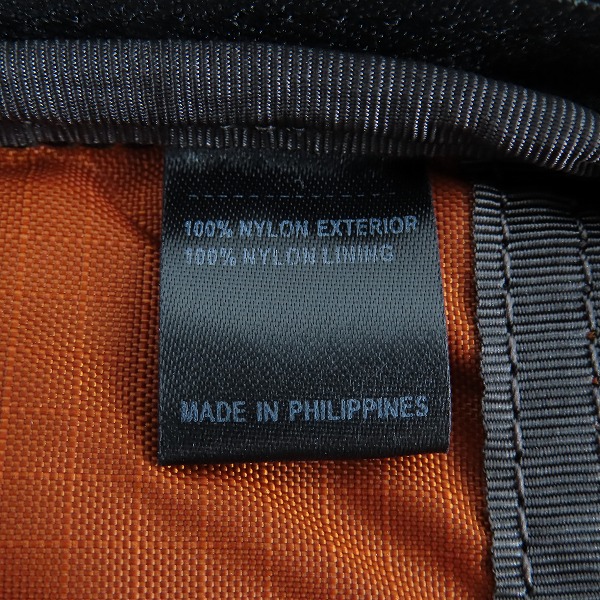 100% NYLON EXTERIOR
100% NYLON LINING
MADE IN PHILIPPINES